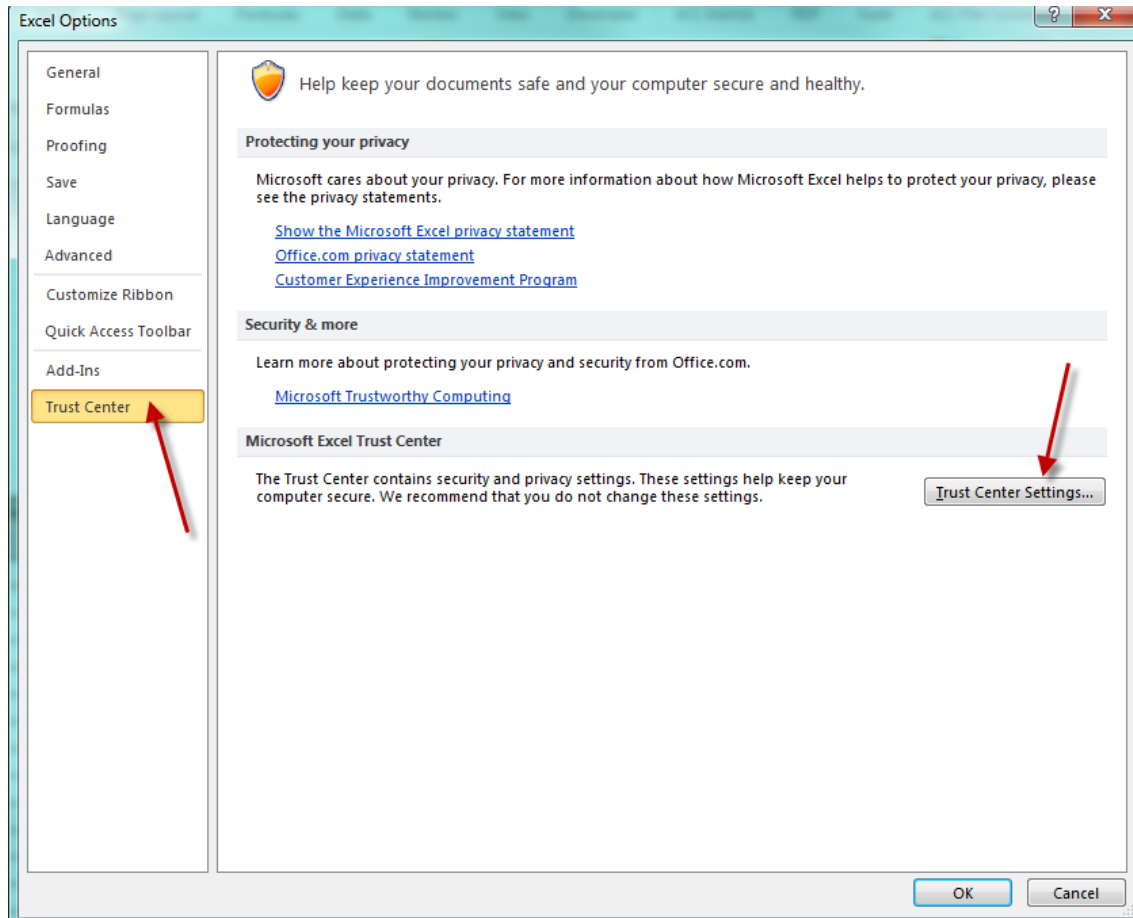 Excel Options
General
Formulas
Proofing
Save
Language
Advanced
Customize Ribbon
Quick Access Toolbar
Add-Ins
Trust Center
Help keep your documents safe and your computer secure and healthy.
Protecting your privacy
Microsoft cares about your privacy. For more information about how Microsoft Excel helps to protect your privacy, please
see the privacy statements.
Show the Microsoft Excel privacy statement
Office.com privacy statement
Customer Experience Improvement Program
Security & more
Learn more about protecting your privacy and security from Office.com.
Microsoft Trustworthy Computing
Microsoft Excel Trust Center
The Trust Center contains security and privacy settings. These settings help keep your
computer secure. We recommend that you do not change these settings.
Trust Center Settings...
OK
Cancel